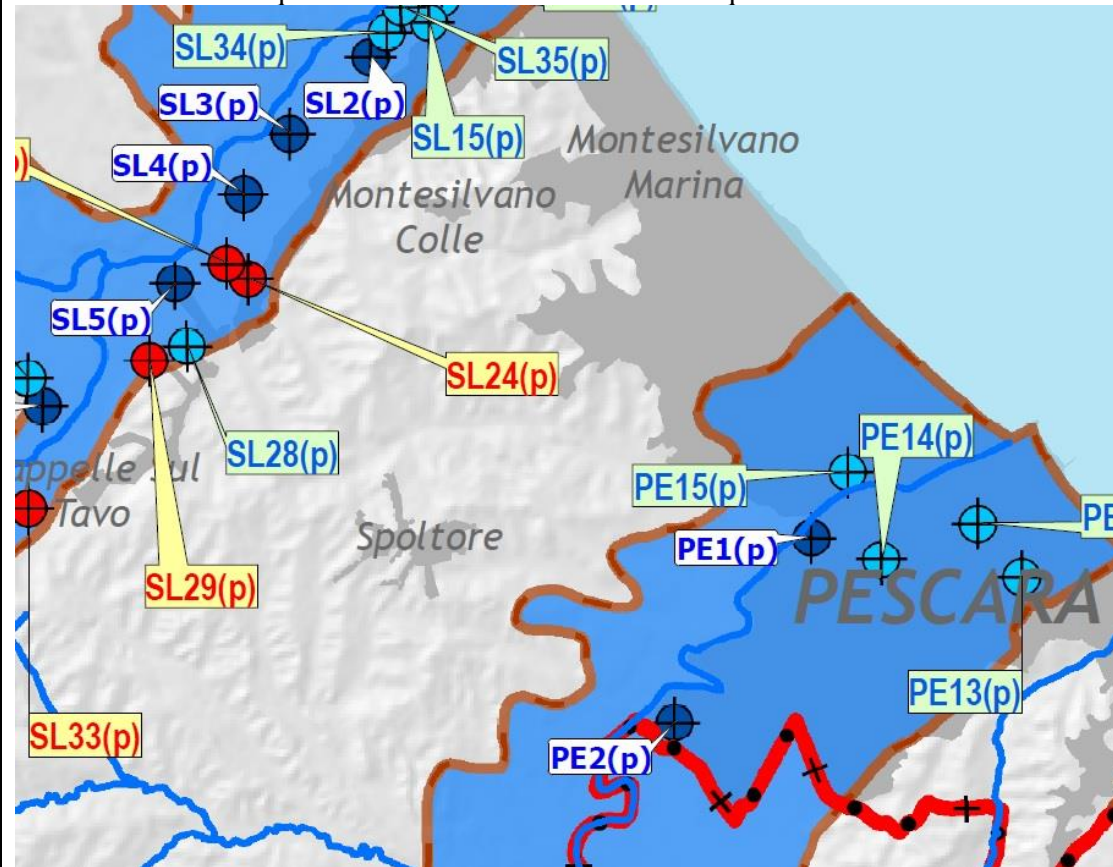 SL34(p)
SL35(p)
SL3(p)
SL2(p)
SL15(p)
Montesilvano
Marina
SL4(p)
Montesilvano
Colle
SL5(p)
SL24(p)
SL28(p)
PE14(p)
PE15(p)
Tavo
Spoltore
PE1(p)
SL29(p)
PESCARA
PE13(p)
SL33(p)
PE2(p)